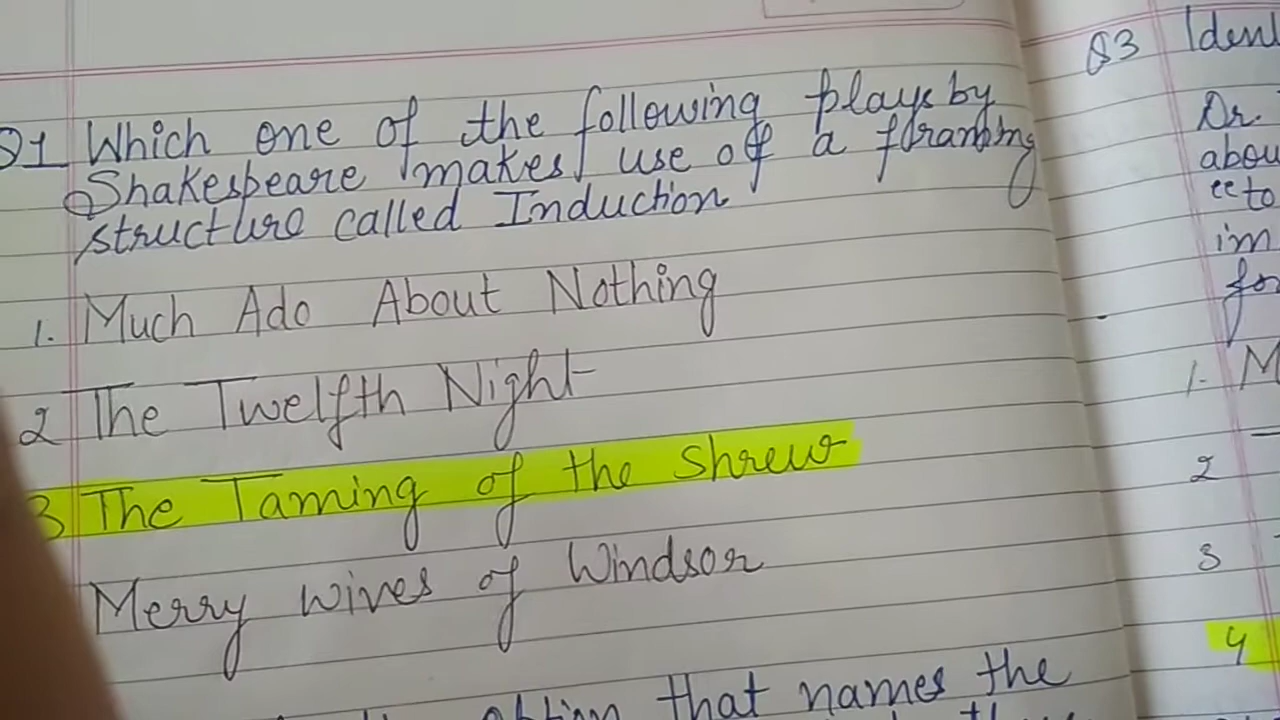 Q1 Which one of the following plays by
Shakespeare makes use of a framing
structure called Induction
1. Much Ado About Nothing
2 The Twelfth Night
3 The Taming of the Shrew
Merry Wives of Windsor
option that names the
Q3 Iden
Dr.
abou
to
im
for
1. M
2
3
4